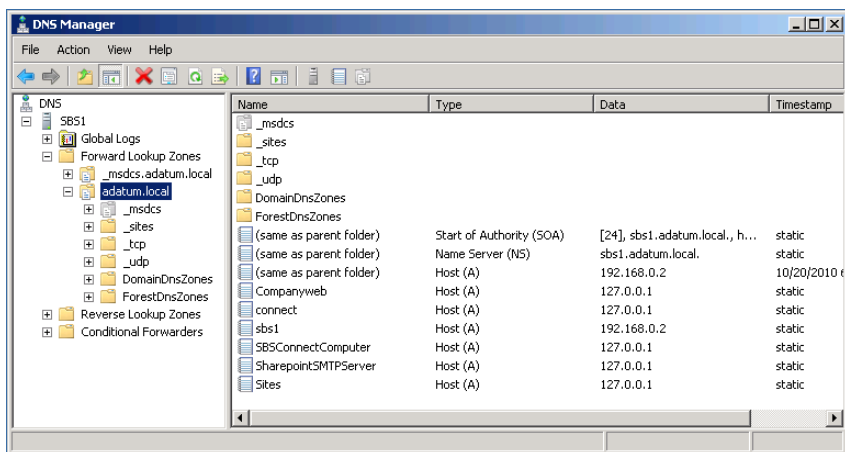 DNS Manager
File Action View Help
DNS
SBS1
Global Logs
Forward Lookup Zones
_msdcs.adatum.local
adatum.local
_msdcs
_sites
_tcp
_udp
DomainDnsZones
ForestDnsZones
Reverse Lookup Zones
Conditional Forwarders
Name Type Data Timestamp
_msdcs
_sites
_tcp
_udp
DomainDnsZones
ForestDnsZones
(same as parent folder) Start of Authority (SOA) [24], sbs1.adatum.local., h... static
(same as parent folder) Name Server (NS) sbs1.adatum.local. static
(same as parent folder) Host (A) 192.168.0.2 10/20/2010 6
Companyweb Host (A) 127.0.0.1 static
connect Host (A) 127.0.0.1 static
sbs1 Host (A) 192.168.0.2 static
SBSConnectComputer Host (A) 127.0.0.1 static
SharepointSMTPServer Host (A) 127.0.0.1 static
Sites Host (A) 127.0.0.1 static